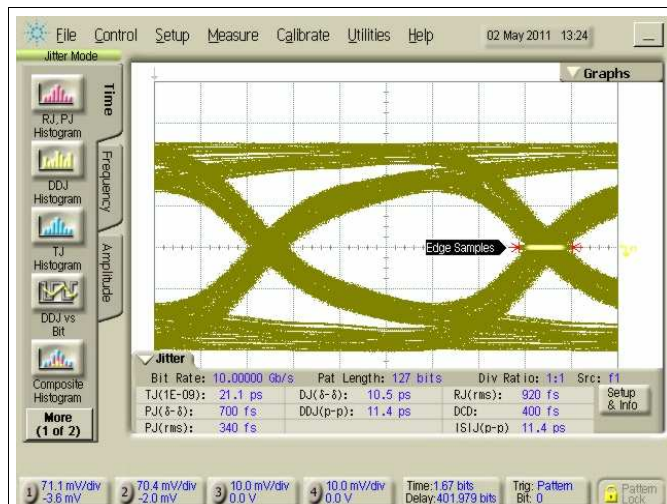 File Control Setup Measure Calibrate Utilities Help 02 May 2011 13:24
Jitter Mode
Graphs
Time
Frequency
Amplitude
RJ, PJ
Histogram
DDJ
Histogram
TJ
Histogram
DDJ vs
Bit
Composite
Histogram
More
(1 of 2)
Edge Samples
Jitter
Bit Rate: 10.00000 Gb/s Pat Length: 127 bits Div Ratio: 1:1 Src: f1
TJ(1E-09): 21.1 ps DJ(δ-δ): 10.5 ps RJ(rms): 920 fs
PJ(δ-δ): 700 fs DDJ(p-p): 11.4 ps DCD: 400 fs
PJ(rms): 340 fs ISIJ(p-p) 11.4 ps
Setup
& Info
1 71.1 mV/div 2 70.4 mV/div 3 10.0 mV/div 4 10.0 mV/div Time:1.67 bits Trig: Pattern Pattern
-3.6 mV -2.0 mV 0.0 V 0.0 V Delay:401.979 bits Bit: 0 Lock